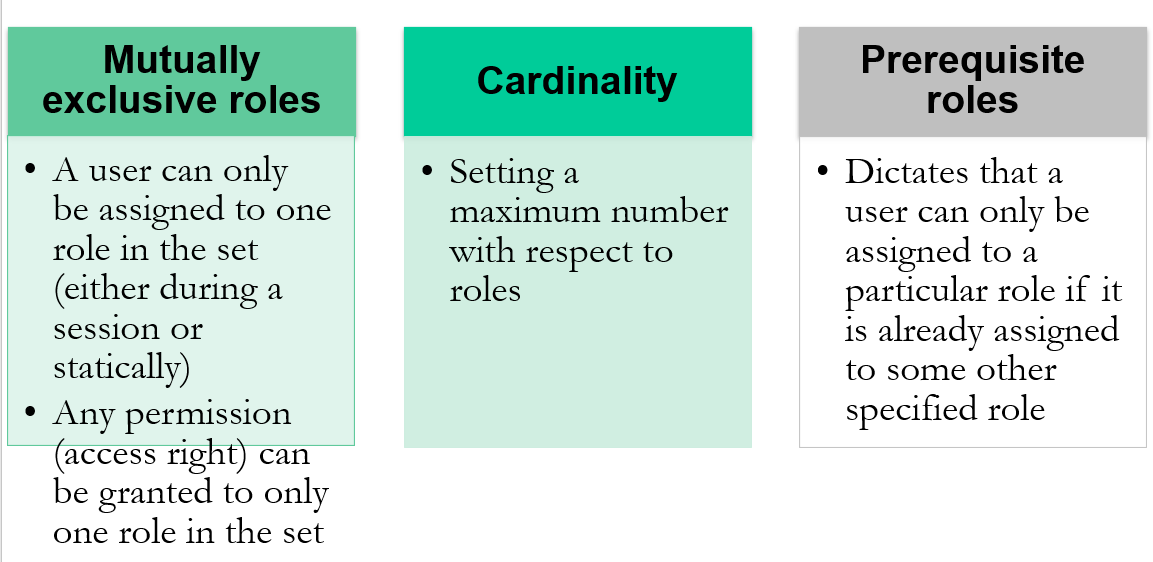 Mutually
exclusive roles
• A user can only
be assigned to one
role in the set
(either during a
session or
statically)
• Any permission
(access right) can
be granted to only
one role in the set
Cardinality
• Setting a
maximum number
with respect to
roles
Prerequisite
roles
• Dictates that a
user can only be
assigned to a
particular role if it
is already assigned
to some other
specified role